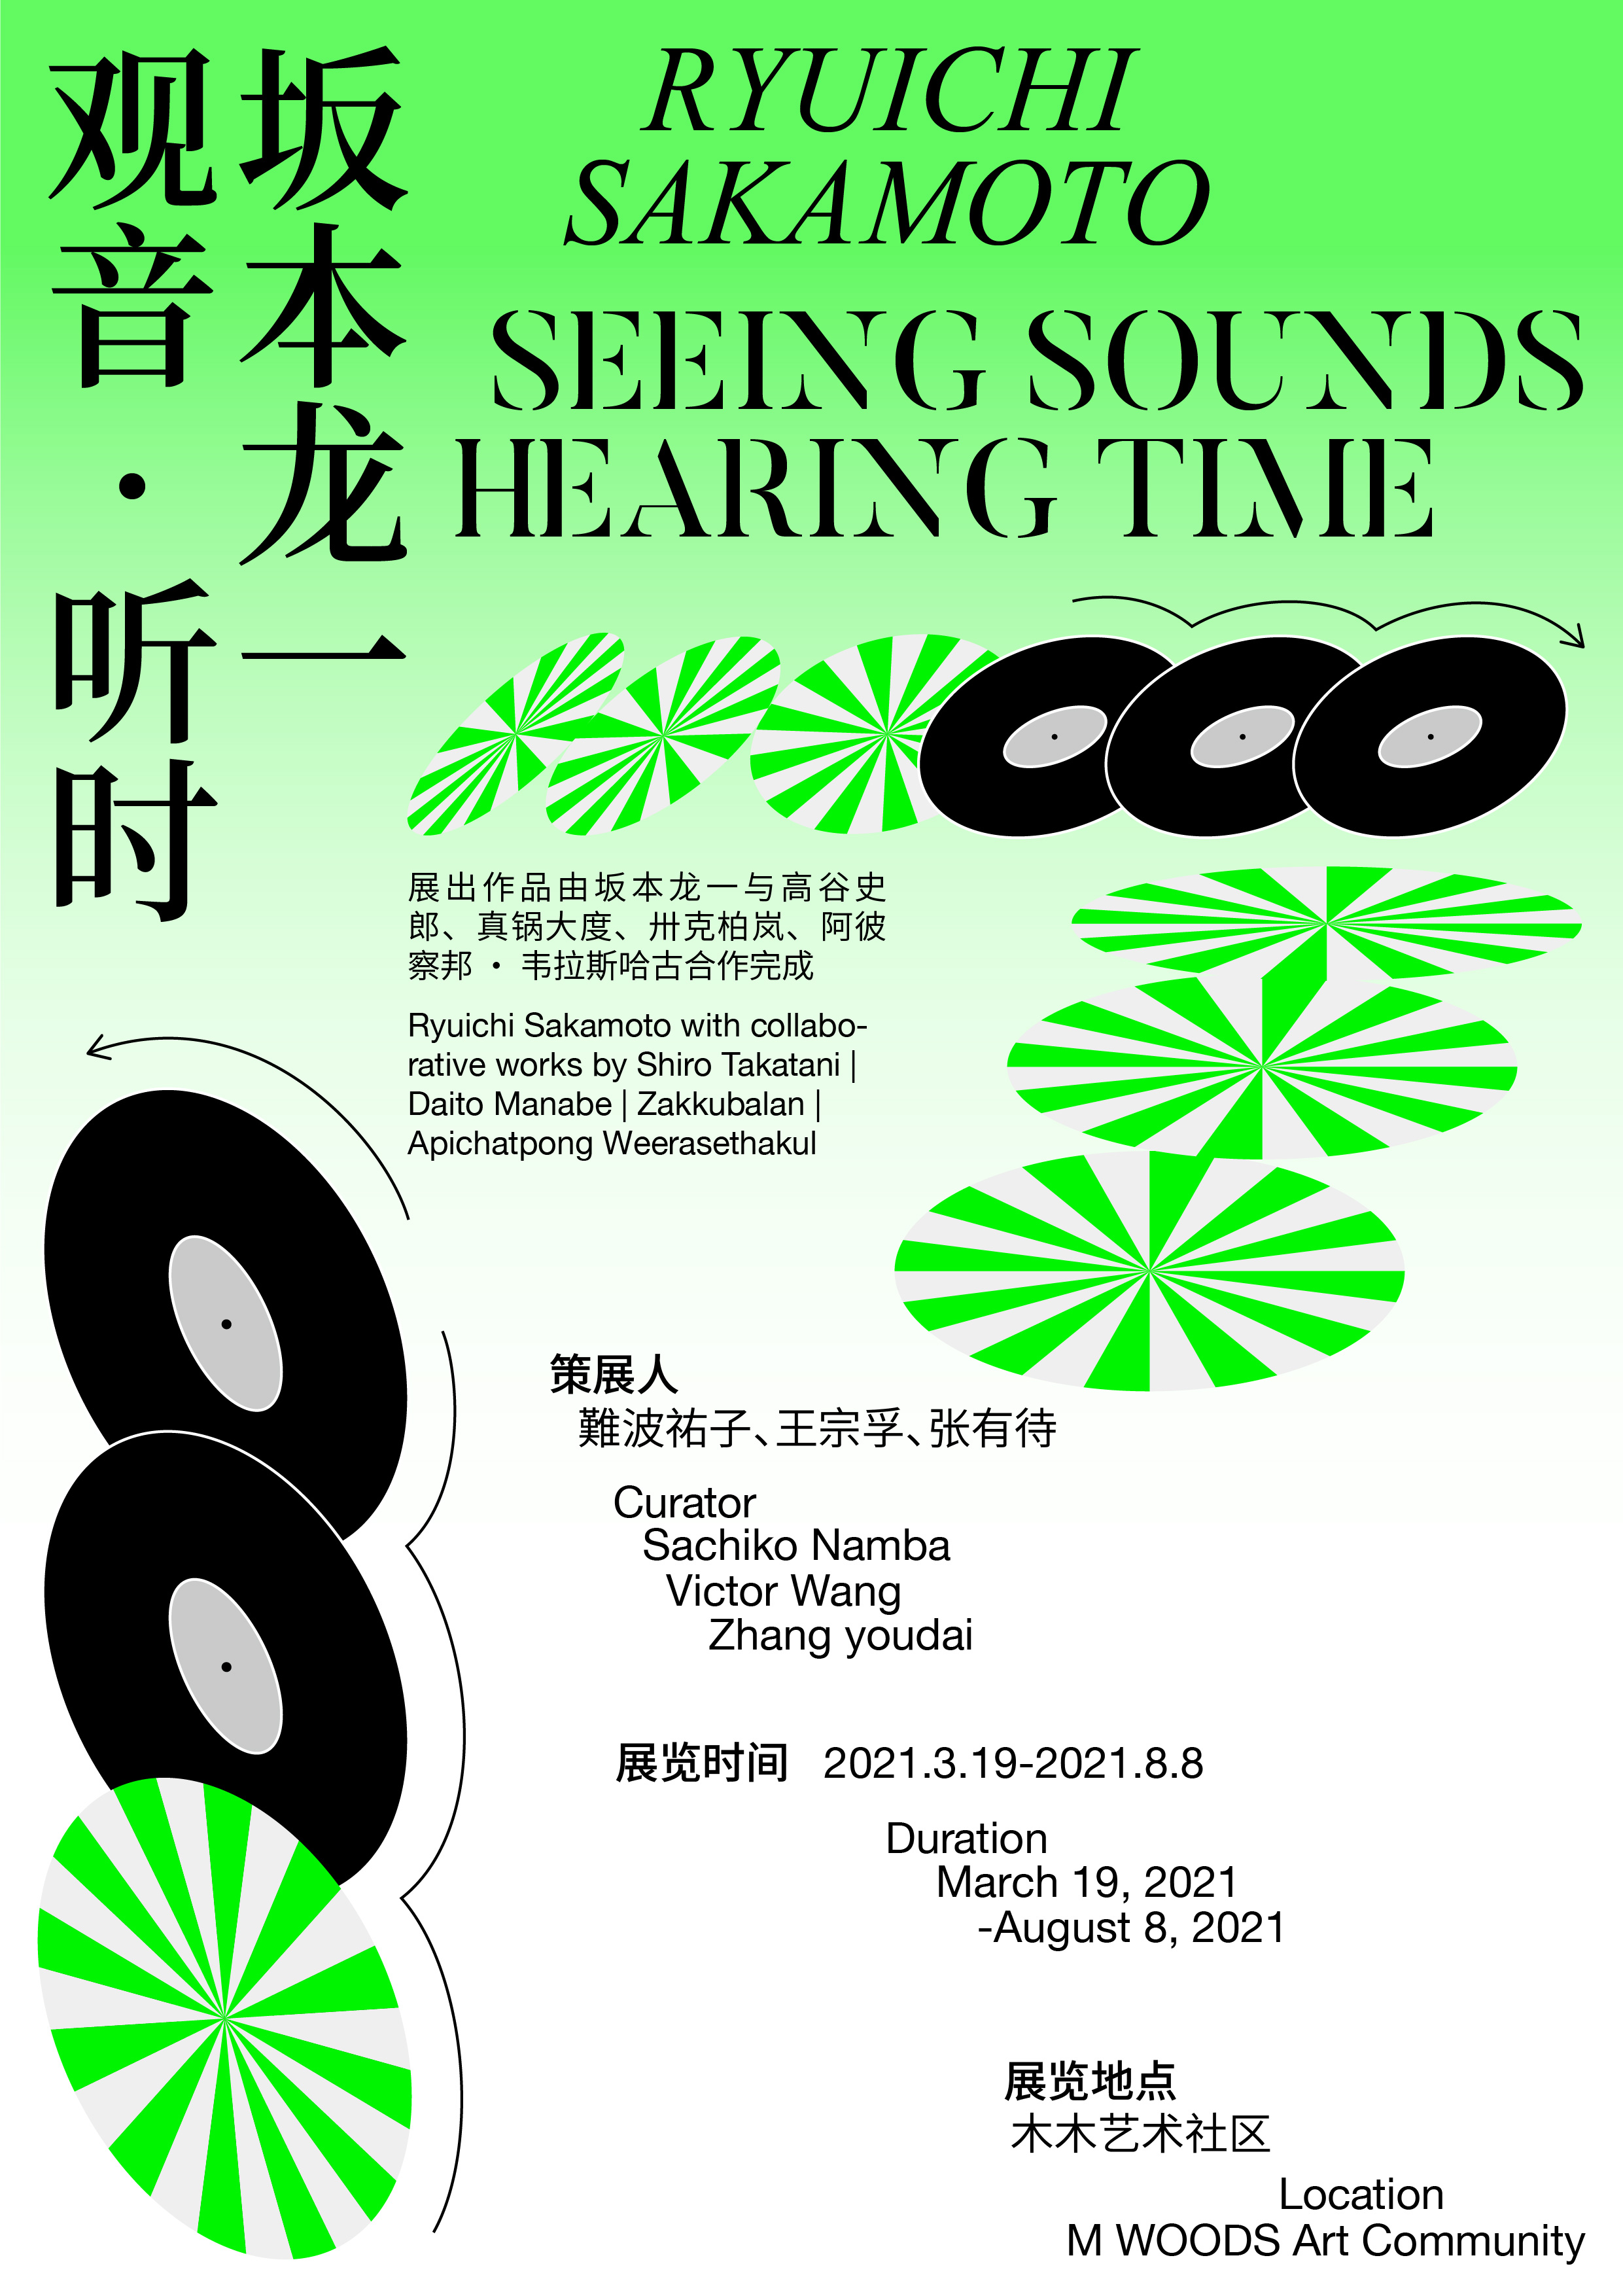 坂本龙一
观音·听时
RYUICHI
SAKAMOTO
SEEING SOUNDS
HEARING TIME
展出作品由坂本龙一与高谷史
郎、真锅大度、卅克柏岚、阿彼
察邦 · 韦拉斯哈古合作完成
Ryuichi Sakamoto with collabo-
rative works by Shiro Takatani |
Daito Manabe | Zakkubalan |
Apichatpong Weerasethakul
策展人
難波祐子、王宗孚、张有待
Curator
Sachiko Namba
Victor Wang
Zhang youdai
展览时间 2021.3.19-2021.8.8
Duration
March 19, 2021
-August 8, 2021
展览地点
木木艺术社区
Location
M WOODS Art Community